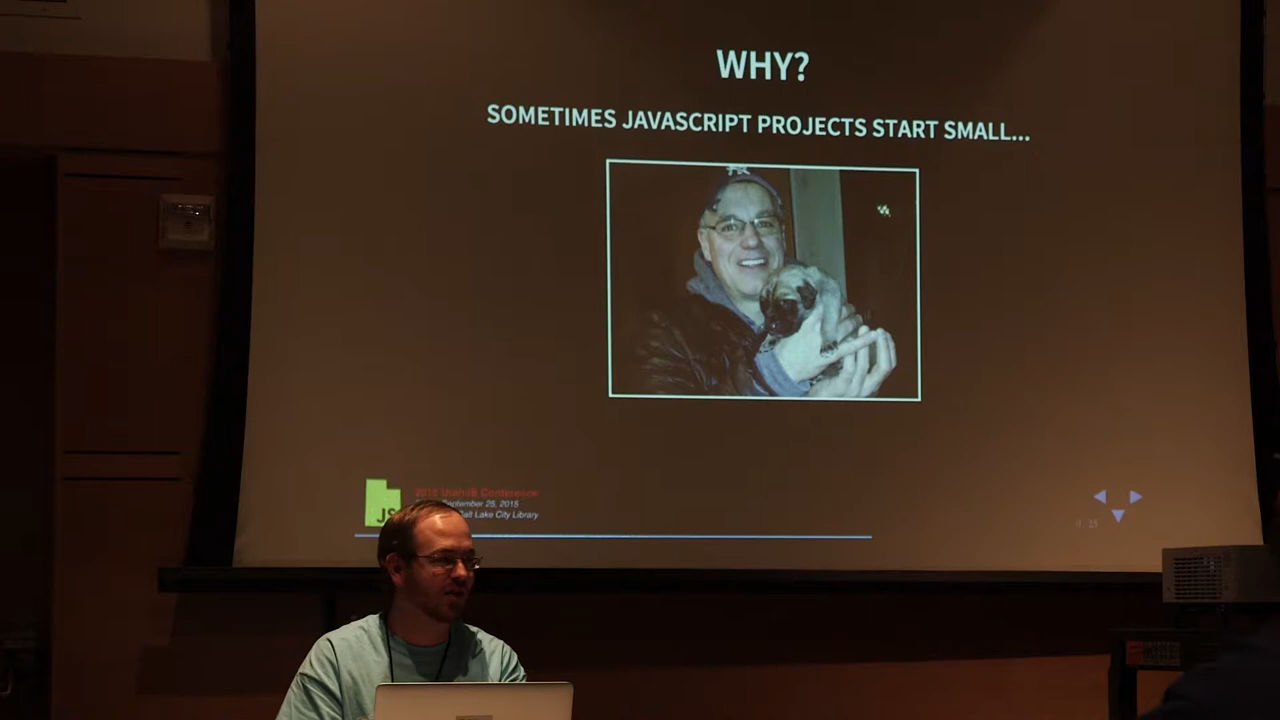 WHY?
SOMETIMES JAVASCRIPT PROJECTS START SMALL...
JS
2015 UtahJS Conference
September 25, 2015
Salt Lake City Library